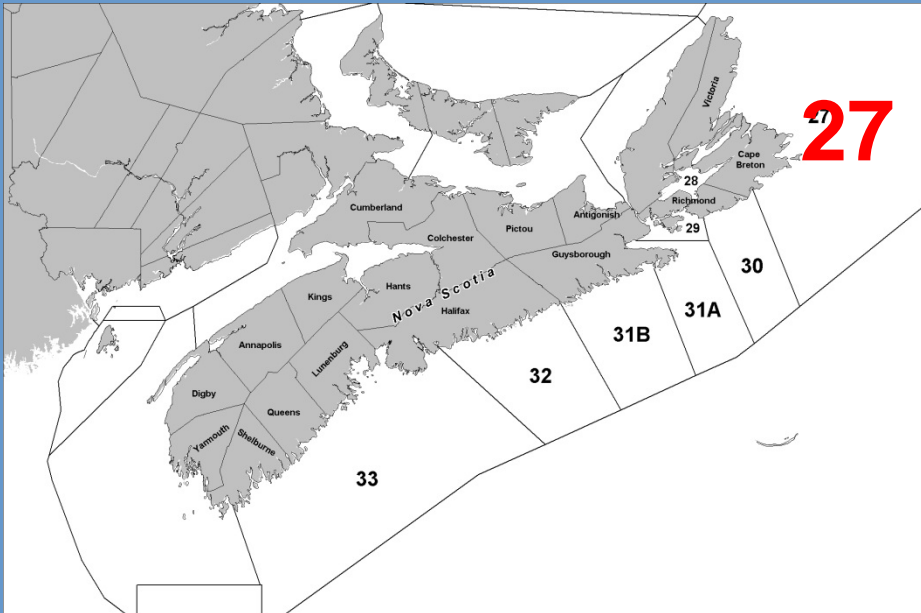 Victoria
27
27
Cape
Breton
28
Richmond
29
Cumberland
Antigonish
Pictou
Colchester
Guysborough
30
Hants
Kings
Nova Scotia
Halifax
31A
31B
Annapolis
Lunenburg
32
Digby
Queens
Yarmouth
Shelburne
33